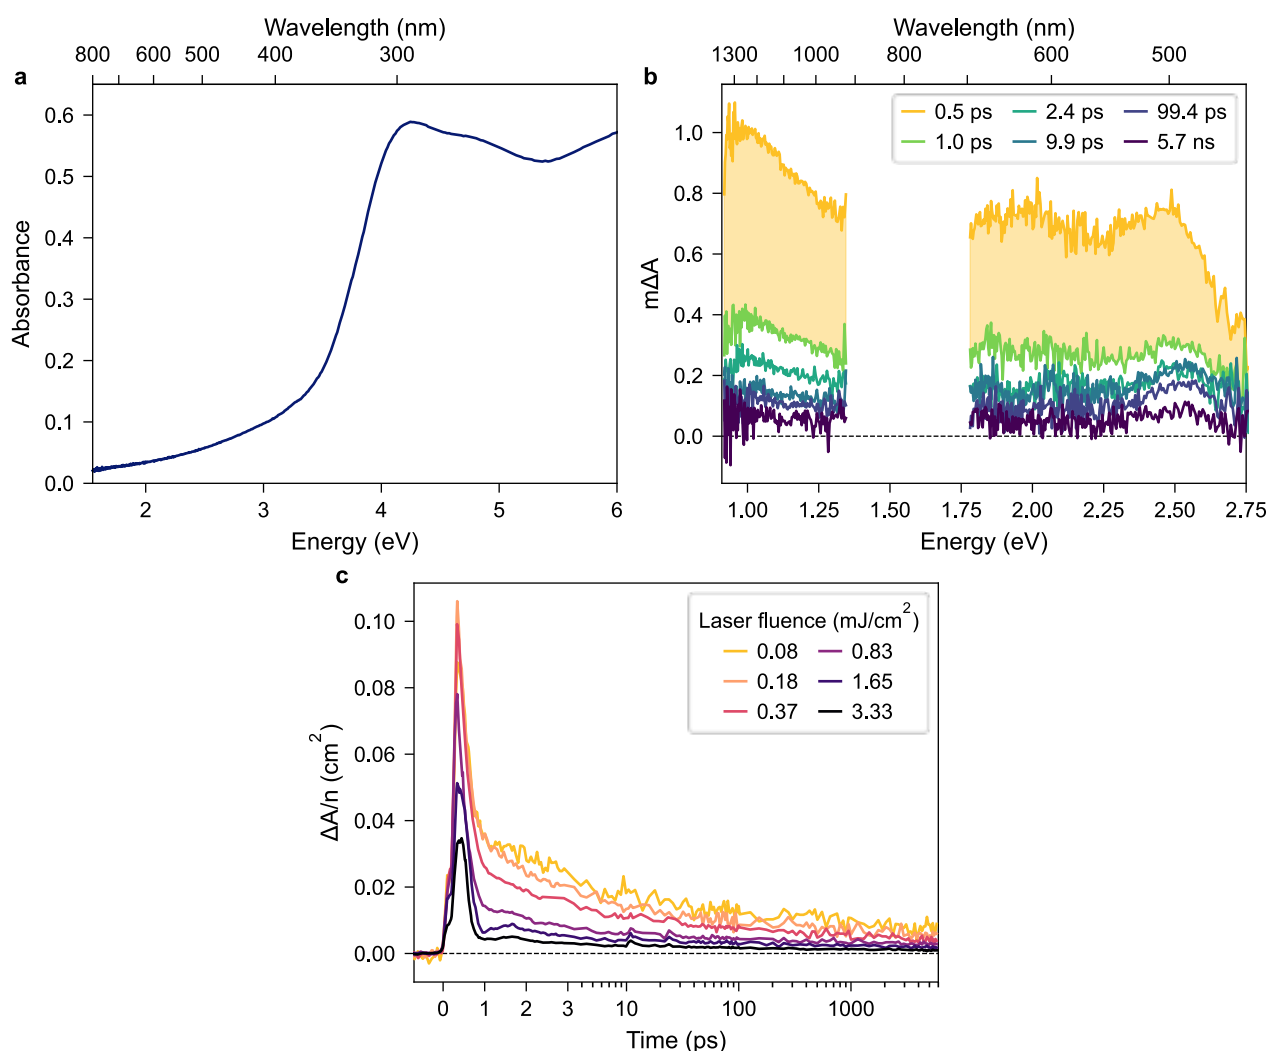 Wavelength (nm)
800 600 500 400 300
a
Absorbance
0.6
0.5
0.4
0.3
0.2
0.1
0.0
2 3 4 5 6
Energy (eV)
Wavelength (nm)
1300 1000 800 600 500
b
mΔA
1.0
0.8
0.6
0.4
0.2
0.0
0.5 ps 2.4 ps 99.4 ps
1.0 ps 9.9 ps 5.7 ns
1.00 1.25 1.50 1.75 2.00 2.25 2.50 2.75
Energy (eV)
c
ΔA/n (cm²)
0.10
0.08
0.06
0.04
0.02
0.00
Laser fluence (mJ/cm²)
0.08 0.83
0.18 1.65
0.37 3.33
0 1 2 3 10 100 1000
Time (ps)